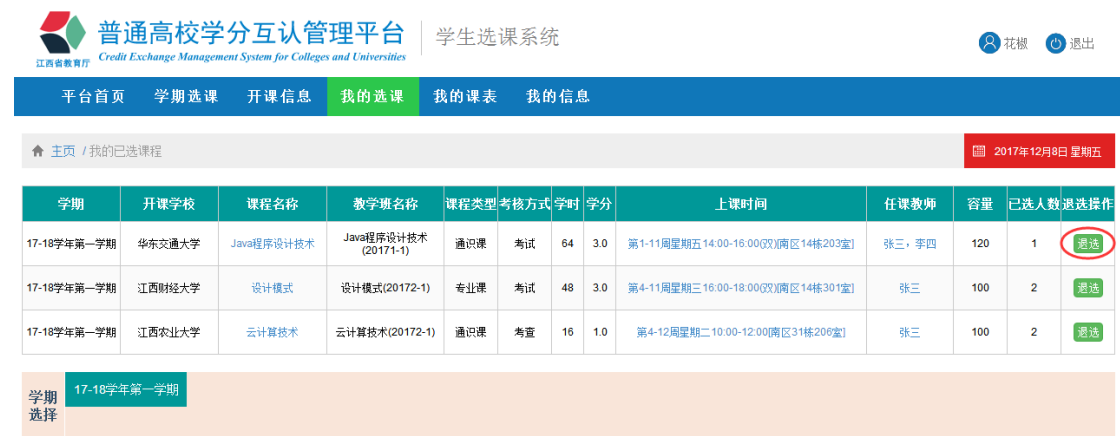 普通高校学分互认管理平台 学生选课系统
江西省教育厅 Credit Exchange Management System for Colleges and Universities
花椒 退出
平台首页 学期选课 开课信息 我的选课 我的课表 我的信息
主页 / 我的已选课程 2017年12月8日 星期五
学期 开课学校 课程名称 教学班名称 课程类型 考核方式 学时 学分 上课时间 任课教师 容量 已选人数 退选操作
17-18学年第一学期 华东交通大学 Java程序设计技术 Java程序设计技术(20171-1) 通识课 考试 64 3.0 第1-11周星期五14:00-16:00(双)[南区14栋203室] 张三，李四 120 1 退选
17-18学年第一学期 江西财经大学 设计模式 设计模式(20172-1) 专业课 考试 48 3.0 第4-11周星期三16:00-18:00(双)[南区14栋301室] 张三 100 2 退选
17-18学年第一学期 江西农业大学 云计算技术 云计算技术(20172-1) 通识课 考查 16 1.0 第4-12周星期二10:00-12:00[南区31栋206室] 张三 100 2 退选
学期选择 17-18学年第一学期